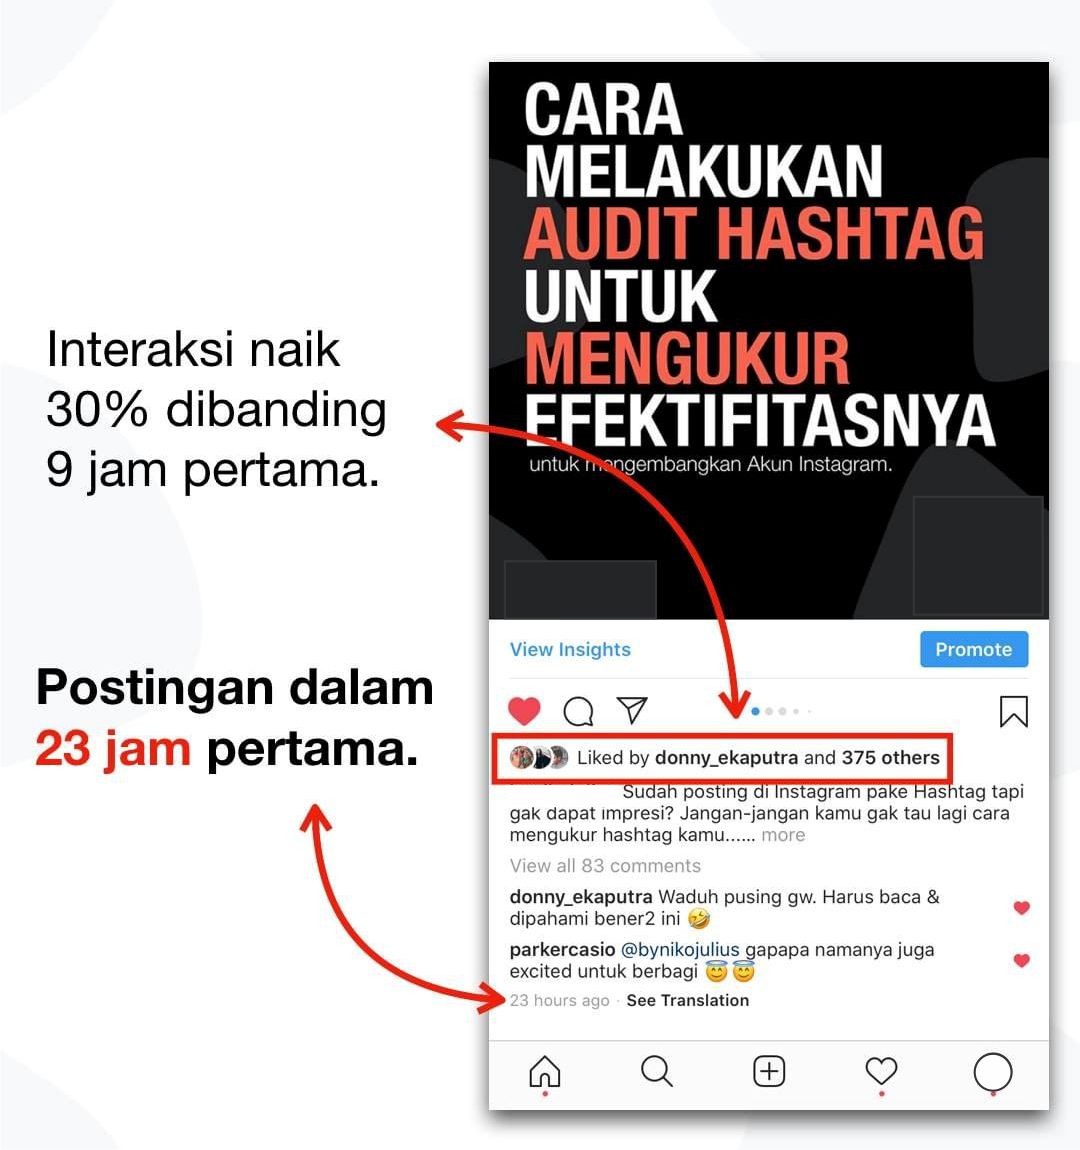 CARA
MELAKUKAN
AUDIT HASHTAG
UNTUK
MENGUKUR
EFEKTIFITASNYA
untuk mengembangkan Akun Instagram.
Interaksi naik
30% dibanding
9 jam pertama.
Postingan dalam
23 jam pertama.
View Insights
Promote
Liked by donny_ekaputra and 375 others
Sudah posting di Instagram pake Hashtag tapi
gak dapat impresi? Jangan-jangan kamu gak tau lagi cara
mengukur hashtag kamu...... more
View all 83 comments
donny_ekaputra Waduh pusing gw. Harus baca &
dipahami bener2 ini 🤣
parkercasio @bynikojulius gapapa namanya juga
excited untuk berbagi 😇😇
23 hours ago · See Translation